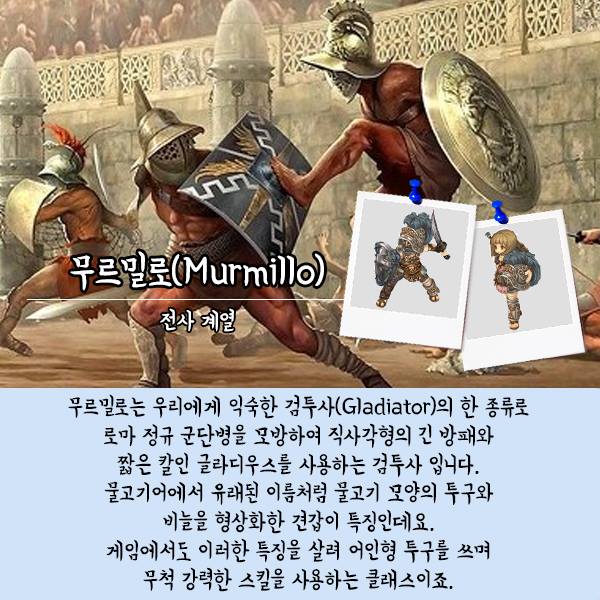 무르밀로(Murmillo)
전사 계열
무르밀로는 우리에게 익숙한 검투사(Gladiator)의 한 종류로
로마 정규 군단병을 모방하여 직사각형의 긴 방패와
짧은 칼인 글라디우스를 사용하는 검투사 입니다.
물고기어에서 유래된 이름처럼 물고기 모양의 투구와
비늘을 형상화한 견갑이 특징인데요.
게임에서도 이러한 특징을 살려 어인형 투구를 쓰며
무척 강력한 스킬을 사용하는 클래스이죠.